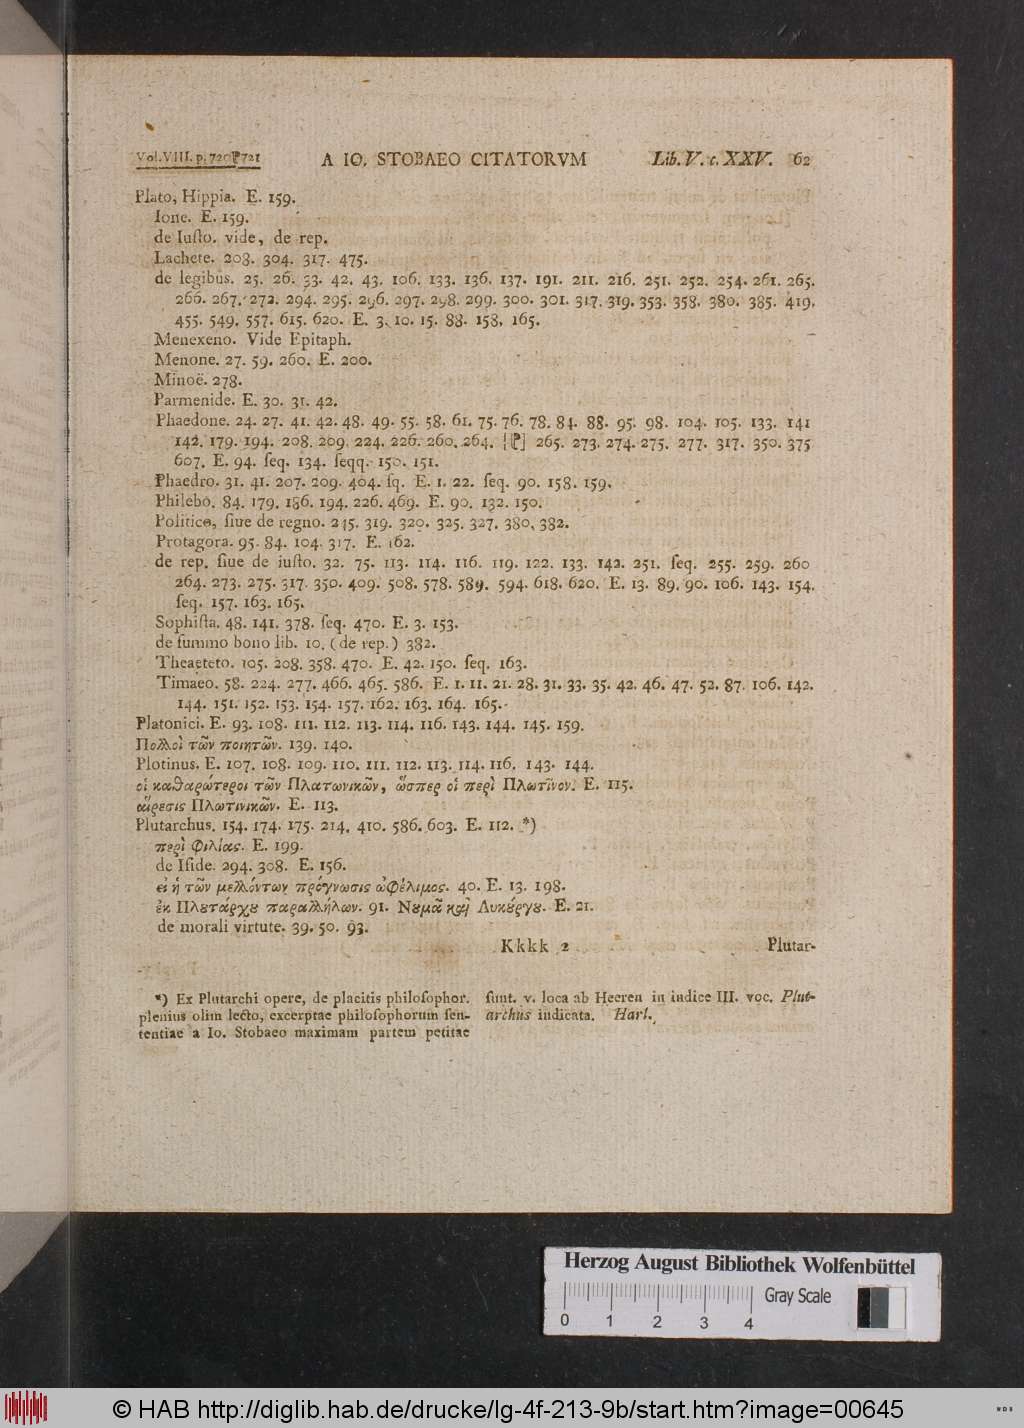 Vol. VIII. p. 720 721 A IO. STOBAEO CITATORVM Lib. V. c. XXV. 62
Plato, Hippia. E. 159.
Ione. E. 159.
de Iuſto. vide, de rep.
Lachete. 208. 304. 317. 475.
de legibus. 25. 26. 33. 42. 43. 106. 133. 136. 137. 191. 211. 216. 251. 252. 254. 261. 265.
266. 267. 272. 294. 295. 296. 297. 298. 299. 300. 301. 317. 319. 353. 358. 380. 385. 419.
455. 549. 557. 615. 620. E. 3. 10. 15. 88. 158. 165.
Menexeno. Vide Epitaph.
Menone. 27. 59. 260. E. 200.
Minoë. 278.
Parmenide. E. 30. 31. 42.
Phaedone. 24. 27. 41. 42. 48. 49. 55. 58. 61. 75. 76. 78. 84. 88. 95. 98. 104. 105. 133. 141
142. 179. 194. 208. 209. 224. 226. 260. 264. 265. 273. 274. 275. 277. 317. 350. 375
607. E. 94. ſeq. 134. ſeqq. 150. 151.
Phaedro. 31. 41. 207. 209. 404. ſq. E. 1. 22. ſeq. 90. 158. 159.
Philebo. 84. 179. 186. 194. 226. 469. E. 90. 132. 150.
Politico, ſiue de regno. 215. 319. 320. 325. 327. 380. 382.
Protagora. 95. 84. 104. 317. E. 162.
de rep. ſiue de iuſto. 32. 75. 113. 114. 116. 119. 122. 133. 142. 251. ſeq. 255. 259. 260
264. 273. 275. 317. 350. 409. 508. 578. 589. 594. 618. 620. E. 13. 89. 90. 106. 143. 154.
ſeq. 157. 163. 165.
Sophiſta. 48. 141. 378. ſeq. 470. E. 3. 153.
de ſummo bono lib. 10. (de rep.) 382.
Theaeteto. 105. 208. 358. 470. E. 42. 150. ſeq. 163.
Timaeo. 58. 224. 277. 466. 465. 586. E. 1. 11. 21. 28. 31. 33. 35. 42. 46. 47. 52. 87. 106. 142.
144. 151. 152. 153. 154. 157. 162. 163. 164. 165.
Platonici. E. 93. 108. 111. 112. 113. 114. 116. 143. 144. 145. 159.
Πολλοὶ τῶν ποιητῶν. 139. 140.
Plotinus. E. 107. 108. 109. 110. 111. 112. 113. 114. 116. 143. 144.
οἱ καθαρώτεροι τῶν Πλατωνικῶν, ὥσπερ οἱ περὶ Πλωτῖνον. E. 115.
αἵρεσις Πλωτινικῶν. E. 113.
Plutarchus. 154. 174. 175. 214. 410. 586. 603. E. 112. *)
περὶ Φιλίας. E. 199.
de Iſide. 294. 308. E. 156.
εἰ ἡ τῶν μελλόντων πρόγνωσις ὠφέλιμος. 40. E. 13. 198.
ἐκ Πλȣτάρχȣ παραλλήλων. 91. Νȣμᾶ καὶ Λυκȣ́ργȣ. E. 21.
de morali virtute. 39. 50. 93.
Kkkk 2 Plutar-
*) Ex Plutarchi opere, de placitis philoſophor.
plenius olim lecto, excerptae philoſophorum ſen-
tentiae a Io. Stobaeo maximam partem petitae
ſunt. v. loca ab Heeren in indice III. voc. Plut-
archus indicata. Harl.
Herzog August Bibliothek Wolfenbüttel
0 1 2 3 4 Gray Scale
© HAB http://diglib.hab.de/drucke/lg-4f-213-9b/start.htm?image=00645